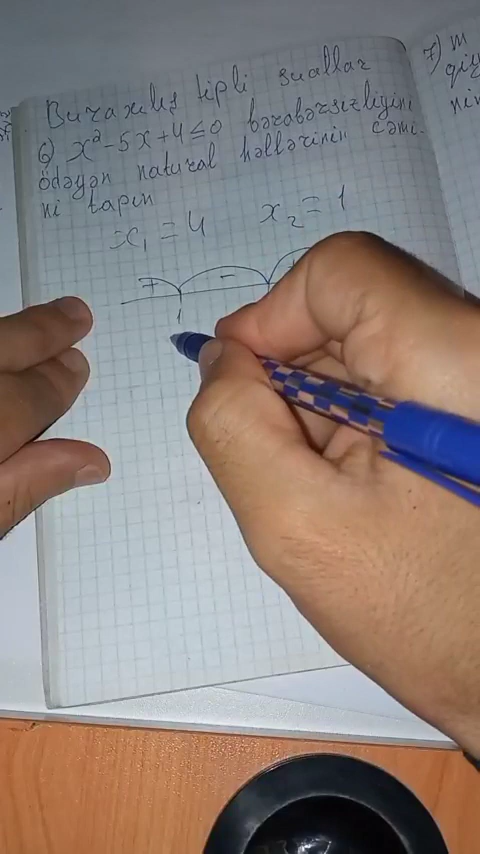 Buraxılış tipli suallar
6) x²-5x+4≤0 bərabərsizliyini
ödəyən natural həllərinin cəmi-
ni tapın
x₁ = 4 x₂ = 1
+ -
1
7) m